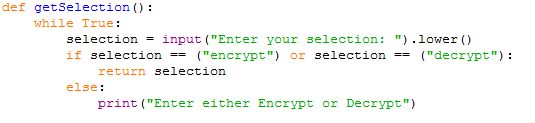 def getSelection():
    while True:
        selection = input("Enter your selection: ").lower()
        if selection == ("encrypt") or selection == ("decrypt"):
            return selection
        else:
            print("Enter either Encrypt or Decrypt")